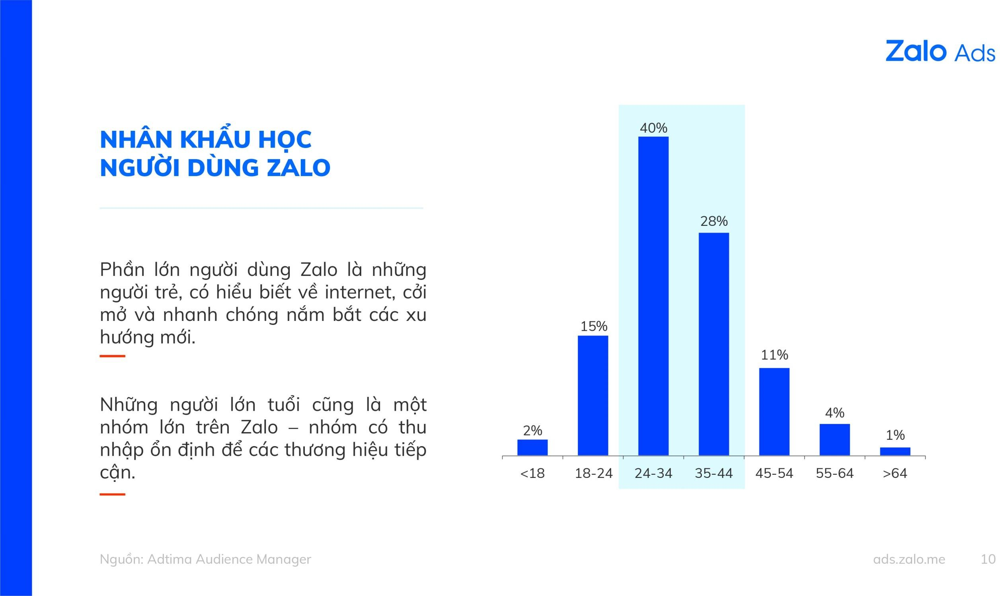 Zalo Ads
NHÂN KHẨU HỌC
NGƯỜI DÙNG ZALO
Phần lớn người dùng Zalo là những
người trẻ, có hiểu biết về internet, cởi
mở và nhanh chóng nắm bắt các xu
hướng mới.
Những người lớn tuổi cũng là một
nhóm lớn trên Zalo – nhóm có thu
nhập ổn định để các thương hiệu tiếp
cận.
40%
28%
15%
11%
4%
2%
1%
<18 18-24 24-34 35-44 45-54 55-64 >64
Nguồn: Adtima Audience Manager
ads.zalo.me 10